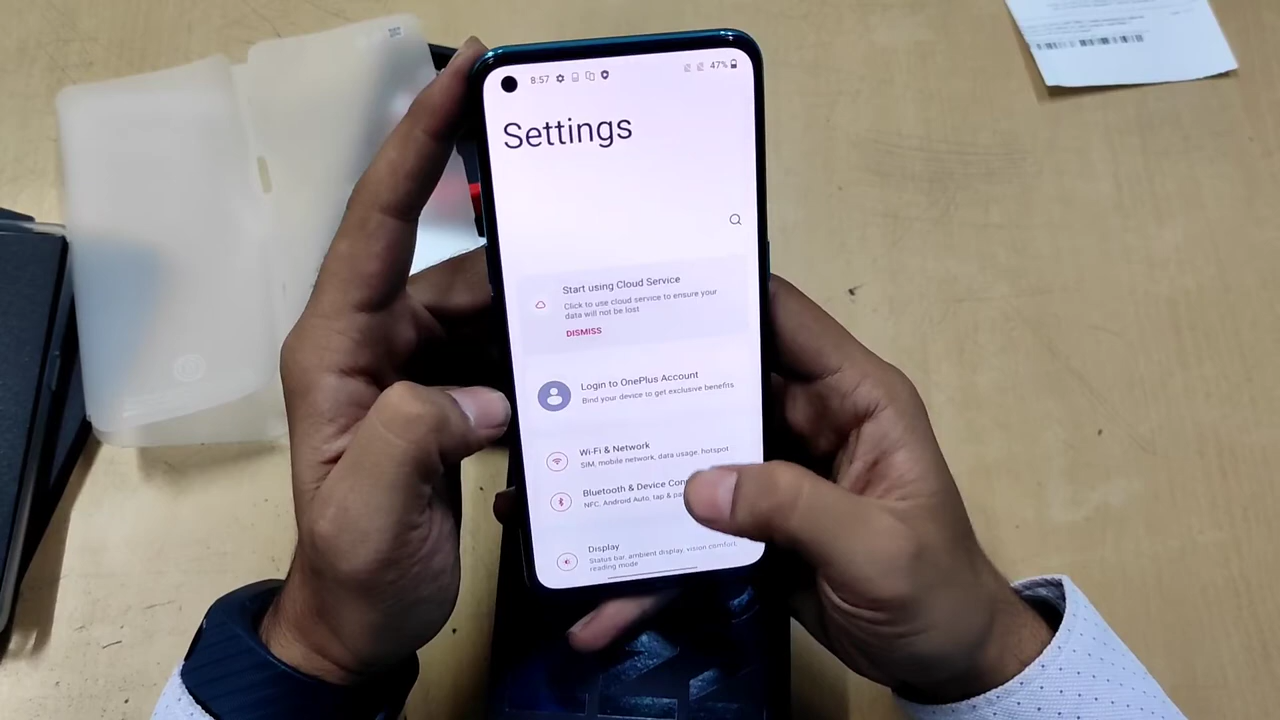 8:57
47%
Settings
Start using Cloud Service
Click to use cloud service to ensure your
data will not be lost
DISMISS
Login to OnePlus Account
Bind your device to get exclusive benefits
Wi-Fi & Network
SIM, mobile network, data usage, hotspot
Bluetooth & Device
NFC, Android Auto, tap &
Display
Status bar, ambient display, vision comfort,
reading mode